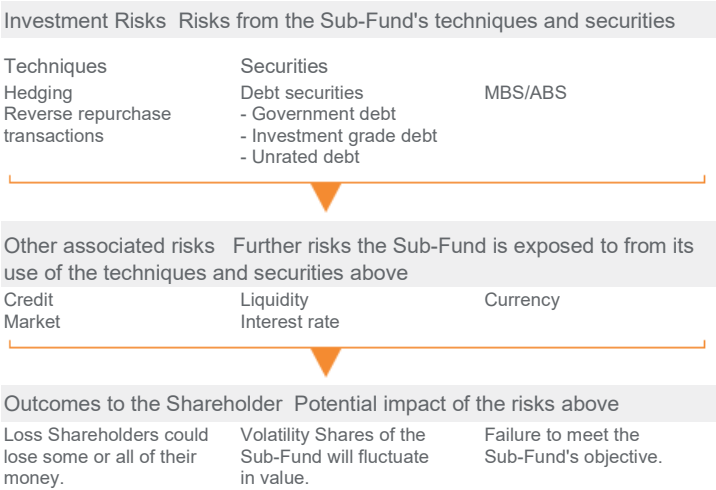 Investment Risks Risks from the Sub-Fund's techniques and securities
Techniques
Hedging
Reverse repurchase
transactions
Securities
Debt securities
- Government debt
- Investment grade debt
- Unrated debt
MBS/ABS
Other associated risks Further risks the Sub-Fund is exposed to from its
use of the techniques and securities above
Credit
Market
Liquidity
Interest rate
Currency
Outcomes to the Shareholder Potential impact of the risks above
Loss Shareholders could
lose some or all of their
money.
Volatility Shares of the
Sub-Fund will fluctuate
in value.
Failure to meet the
Sub-Fund's objective.